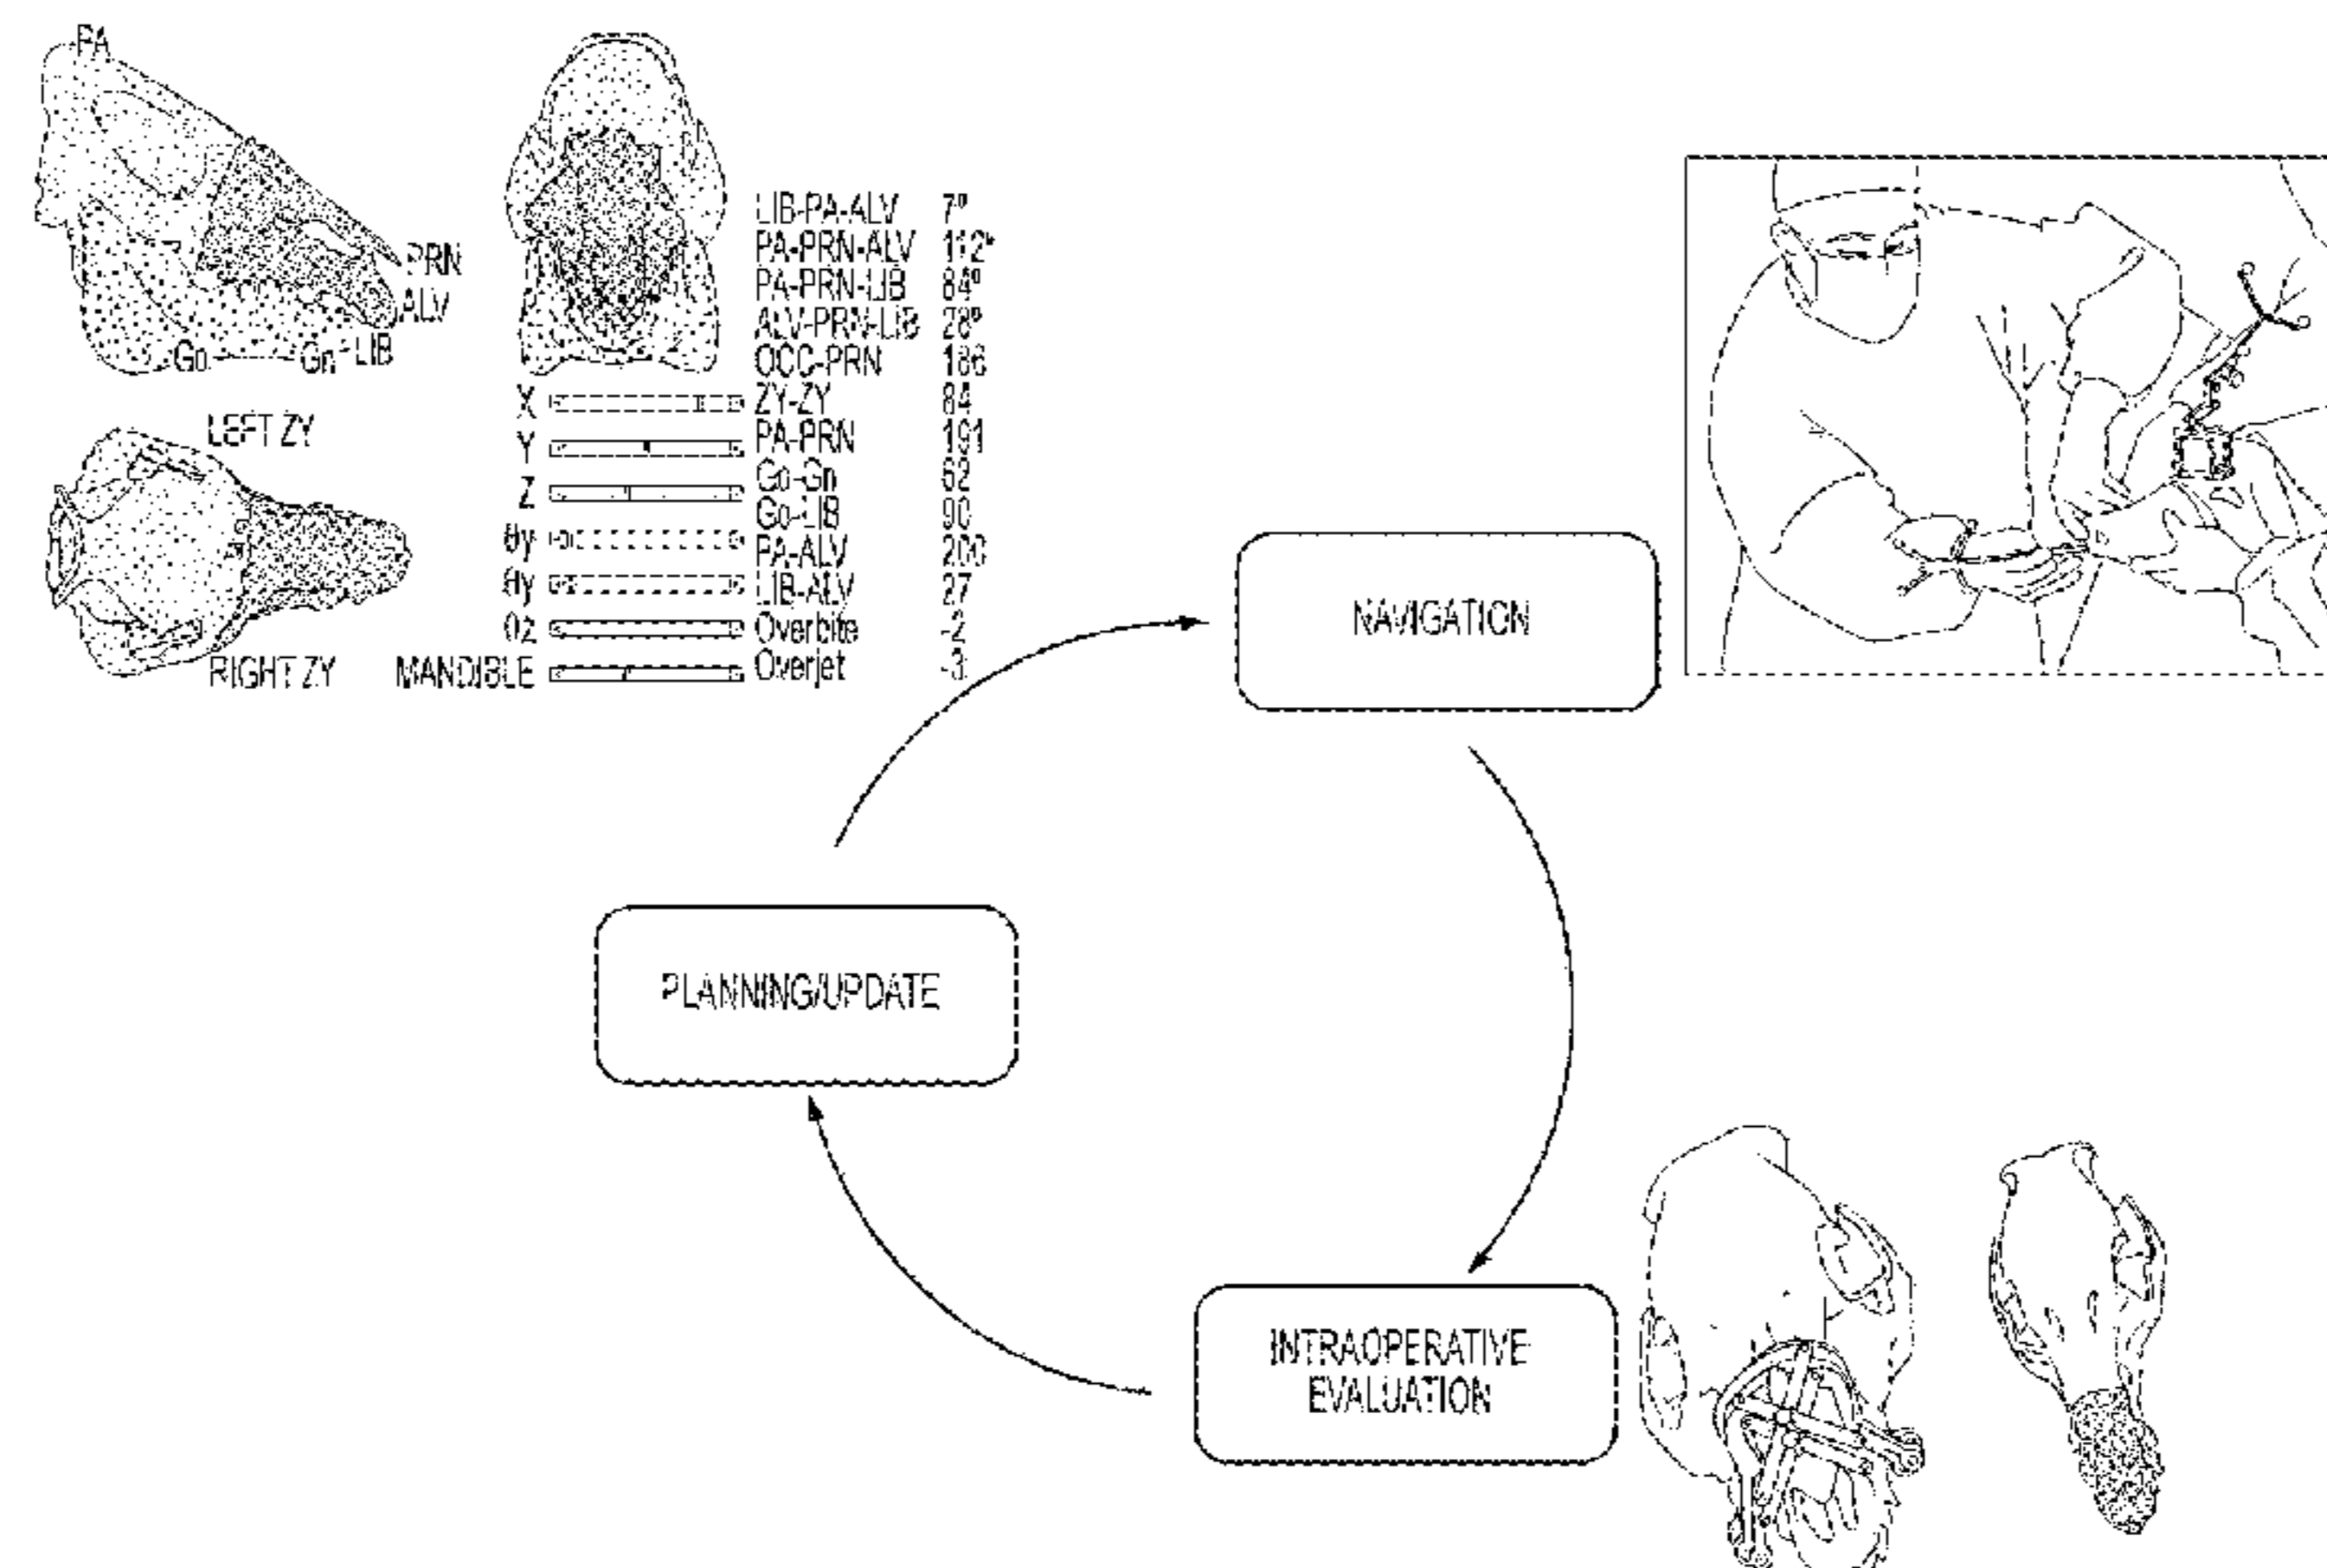 PA
PRN
ALV
Go Gn LIB
LEFT ZY
RIGHT ZY
LIB-PA-ALV 7°
PA-PRN-ALV 112°
PA-PRN-LIB 84°
ALV-PRN-LIB 28°
OCC-PRN 186
ZY-ZY 84
PA-PRN 191
Go-Gn 62
Go-LIB 90
PA-ALV 200
LIB-ALV 27
Overbite -2
Overjet -3
X
Y
Z
θy
θy
θz
MANDIBLE
NAVIGATION
PLANNING/UPDATE
INTRAOPERATIVE
EVALUATION